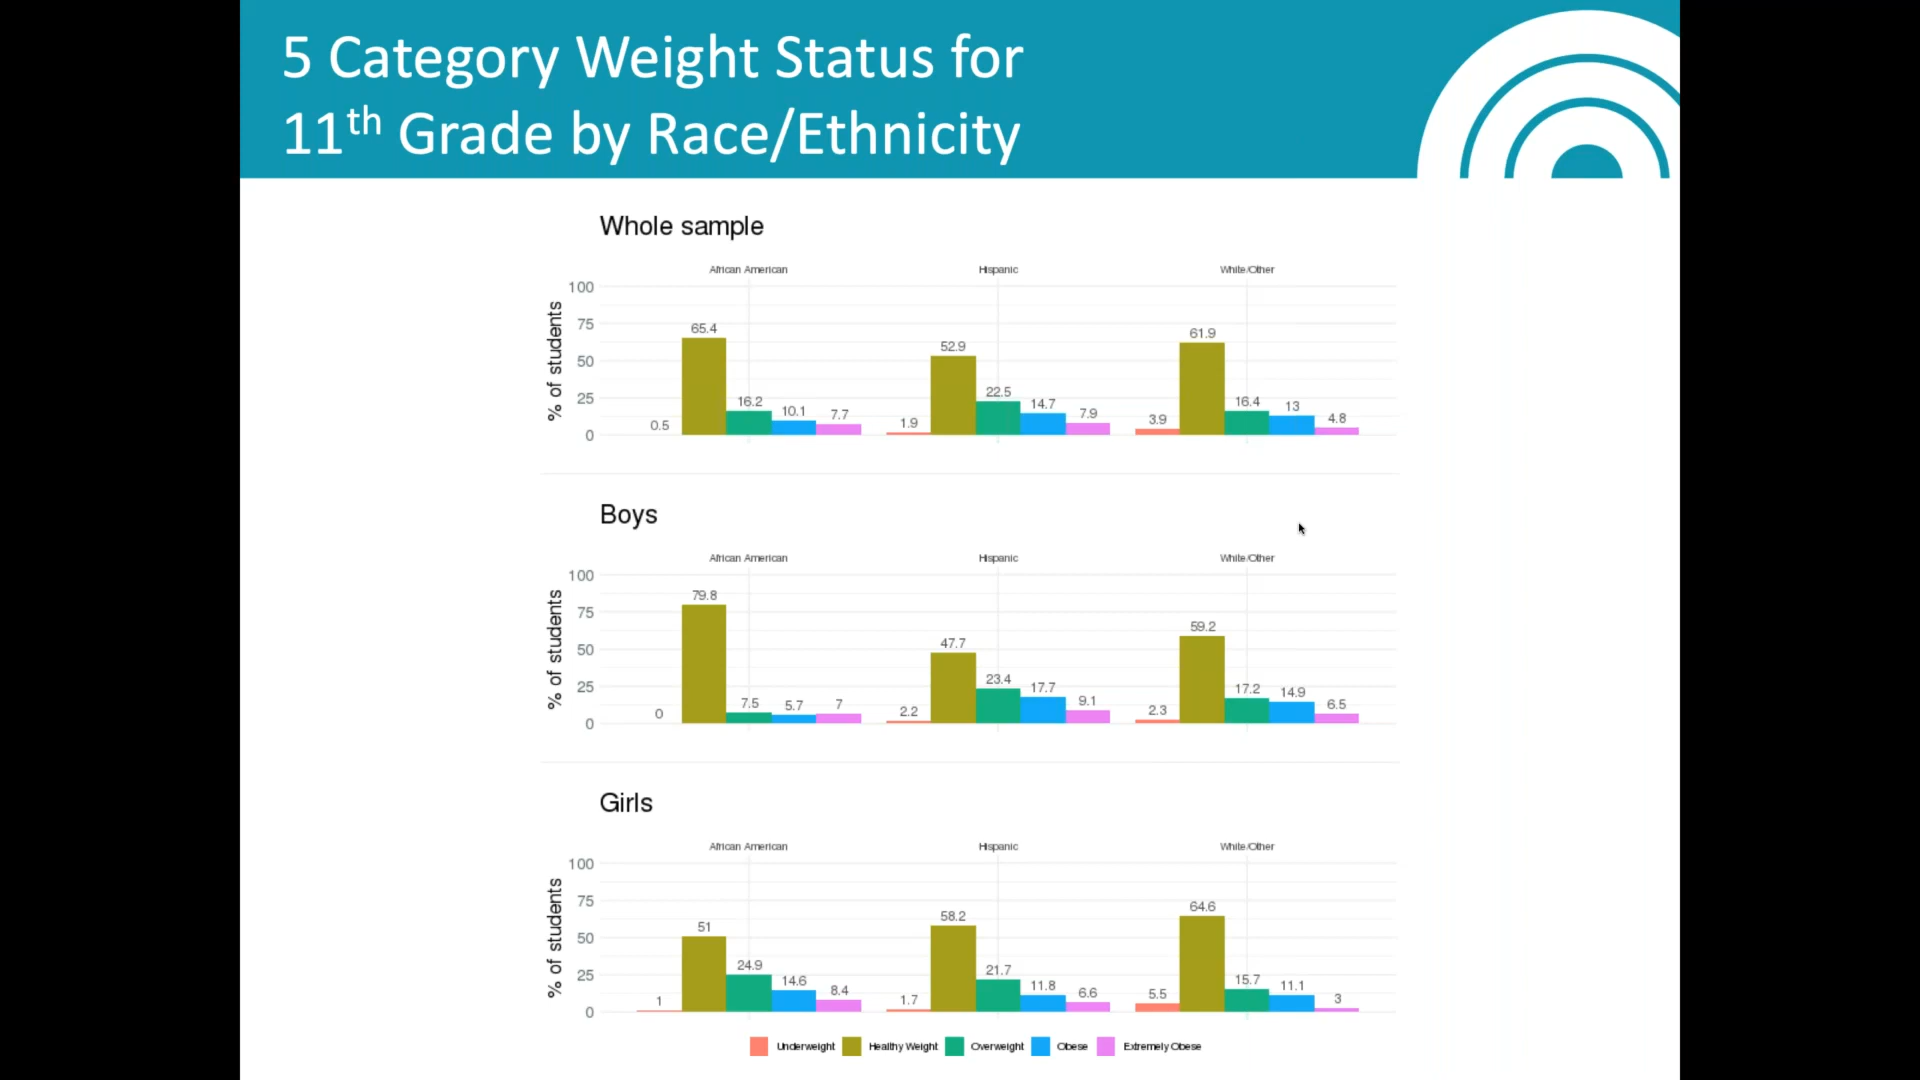 5 Category Weight Status for
11th Grade by Race/Ethnicity
Whole sample
African American Hispanic White/Other
% of students
100
75
50
25
0
0.5 65.4 16.2 10.1 7.7 1.9 52.9 22.5 14.7 7.9 3.9 61.9 16.4 13 4.8
Boys
African American Hispanic White/Other
% of students
100
75
50
25
0
0 79.8 7.5 5.7 7 2.2 47.7 23.4 17.7 9.1 2.3 59.2 17.2 14.9 6.5
Girls
African American Hispanic White/Other
% of students
100
75
50
25
0
1 51 24.9 14.6 8.4 1.7 58.2 21.7 11.8 6.6 5.5 64.6 15.7 11.1 3
Underweight Healthy Weight Overweight Obese Extremely Obese